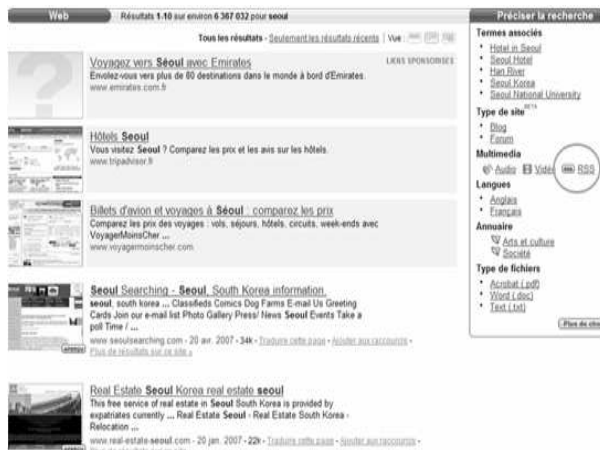 Web
Résultats 1-10 sur environ 6 367 032 pour seoul
Tous les résultats - Seulement les résultats récents | Vue :
Voyagez vers Séoul avec Emirates
LIENS SPONSORISES
Envolez-vous vers plus de 80 destinations dans le monde à bord d'Emirates.
www.emirates.com.fr
Hôtels Seoul
Vous visitez Seoul ? Comparez les prix et les avis sur les hôtels.
www.tripadvisor.fr
Billets d'avion et voyages à Séoul : comparez les prix
Comparez les prix des voyages : vols, séjours, hôtels, circuits, week-ends avec
VoyagerMoinsCher ...
www.voyagermoinscher.com
Seoul Searching - Seoul, South Korea information.
seoul, south korea ... Classifieds Comics Dog Farms E-mail Us Greeting
Cards Join our e-mail list Photo Gallery Press/ News Seoul Events Take a
poll Time / ...
www.seoulsearching.com - 20 avr. 2007 - 34k - Traduire cette page - Ajouter aux raccourcis -
Plus de résultats sur ce site »
Real Estate Seoul Korea real estate seoul
This free service of real estate in Seoul South Korea is provided by
expatriates currently ... Real Estate Seoul - Real Estate South Korea -
Relocation ...
www.real-estate-seoul.com - 20 jan. 2007 - 22k - Traduire cette page - Ajouter aux raccourcis -
Préciser la recherche
Termes associés
Hotel in Seoul
Seoul Hotel
Han River
Seoul Korea
Seoul National University
Type de site BETA
Blog
Forum
Multimedia
Audio Vidéo RSS
Langues
Anglais
Français
Annuaire
Arts et culture
Société
Type de fichiers
Acrobat (.pdf)
Word (.doc)
Text (.txt)